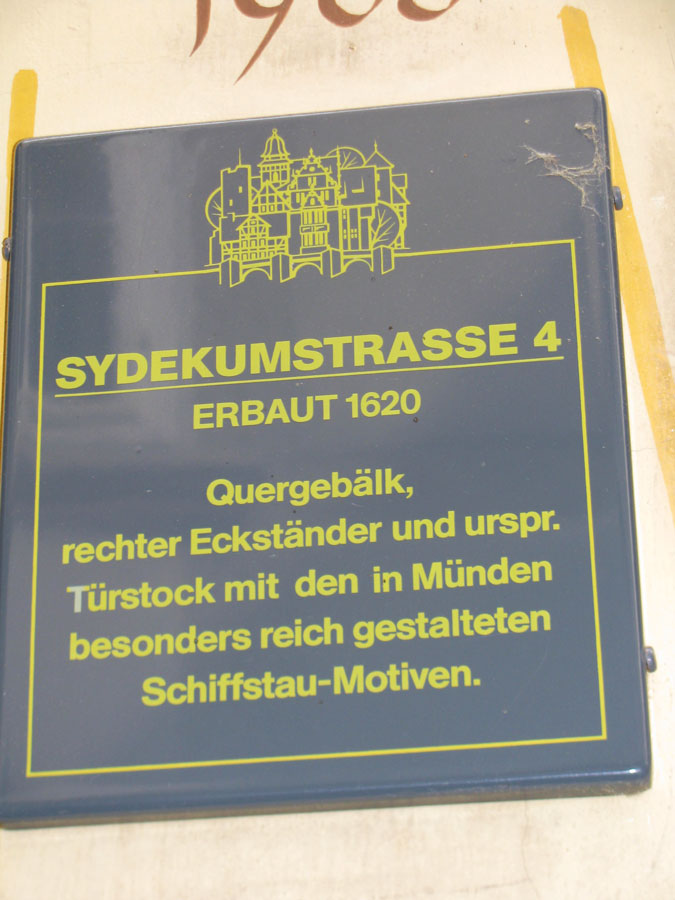 SYDEKUMSTRASSE 4
ERBAUT 1620
Quergebälk,
rechter Eckständer und urspr.
Türstock mit den in Münden
besonders reich gestalteten
Schiffstau-Motiven.